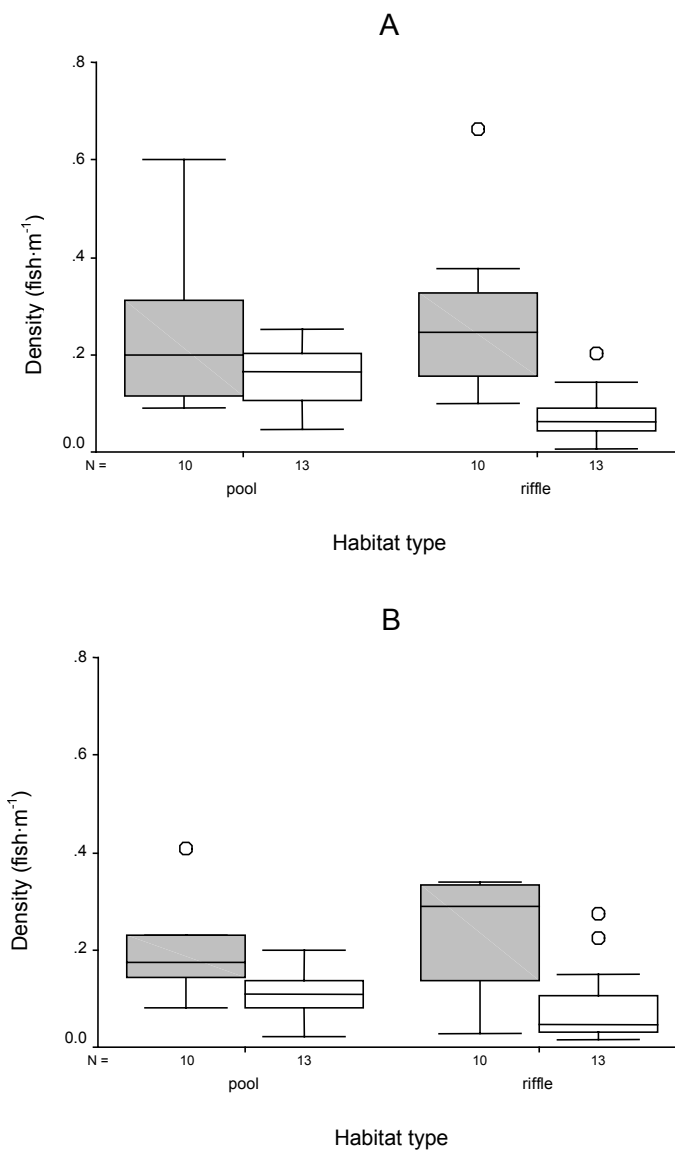 A
.8
.6
.4
.2
0.0
Density (fish·m-1)
N = 10 13 10 13
pool riffle
Habitat type
B
.8
.6
.4
.2
0.0
Density (fish·m-1)
N = 10 13 10 13
pool riffle
Habitat type